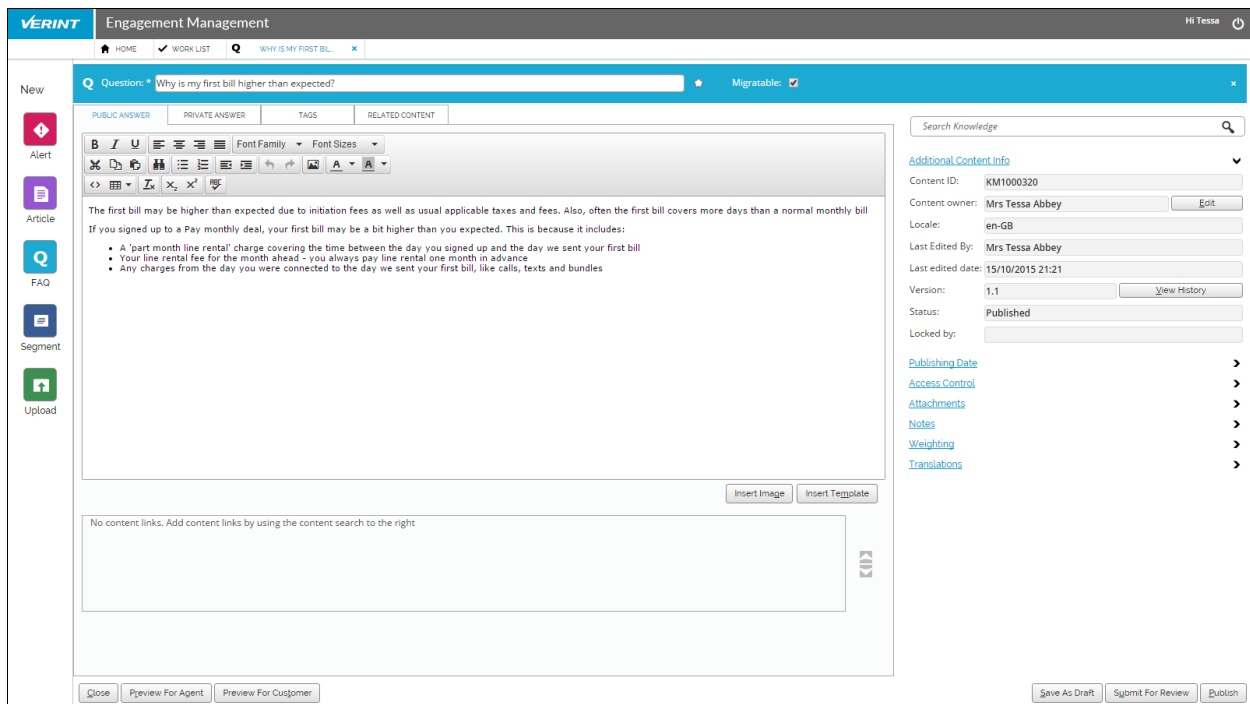 VERINT Engagement Management Hi Tessa
HOME WORK LIST Q WHY IS MY FIRST BIL... ×
New
Alert
Article
Q
FAQ
Segment
Upload
Q Question: * Why is my first bill higher than expected? Migratable: ×
PUBLIC ANSWER PRIVATE ANSWER TAGS RELATED CONTENT
B I U Font Family Font Sizes
A A
<> Tx X2 X2 ABC
The first bill may be higher than expected due to initiation fees as well as usual applicable taxes and fees. Also, often the first bill covers more days than a normal monthly bill
If you signed up to a Pay monthly deal, your first bill may be a bit higher than you expected. This is because it includes:
• A 'part month line rental' charge covering the time between the day you signed up and the day we sent your first bill
• Your line rental fee for the month ahead - you always pay line rental one month in advance
• Any charges from the day you were connected to the day we sent your first bill, like calls, texts and bundles
Insert Image Insert Template
No content links. Add content links by using the content search to the right
Search Knowledge
Additional Content Info
Content ID: KM1000320
Content owner: Mrs Tessa Abbey Edit
Locale: en-GB
Last Edited By: Mrs Tessa Abbey
Last edited date: 15/10/2015 21:21
Version: 1.1 View History
Status: Published
Locked by:
Publishing Date
Access Control
Attachments
Notes
Weighting
Translations
Close Preview For Agent Preview For Customer Save As Draft Submit For Review Publish